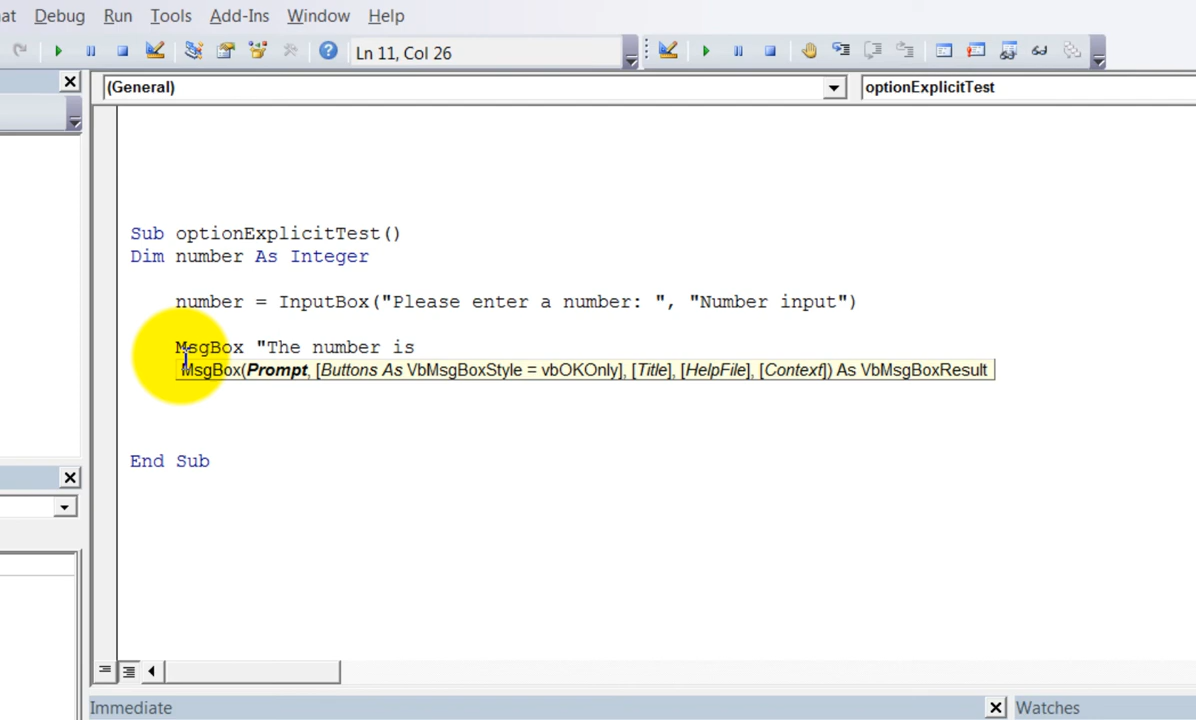 at Debug Run Tools Add-Ins Window Help
Ln 11, Col 26
(General) optionExplicitTest
Sub optionExplicitTest()
Dim number As Integer
number = InputBox("Please enter a number: ", "Number input")
MsgBox "The number is
MsgBox(Prompt, [Buttons As VbMsgBoxStyle = vbOKOnly], [Title], [HelpFile], [Context]) As VbMsgBoxResult
End Sub
Immediate Watches